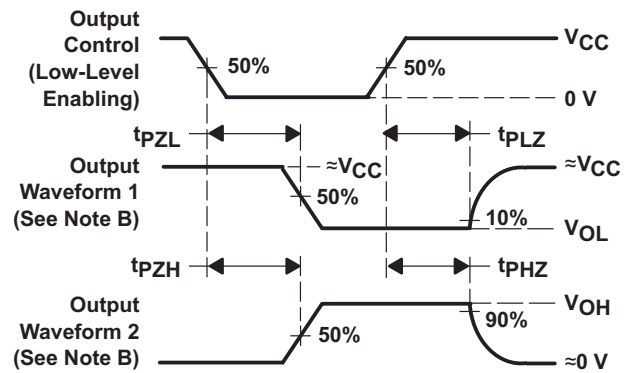 Output
Control
(Low-Level
Enabling)
50%
50%
VCC
0 V
tPZL
tPLZ
Output
Waveform 1
(See Note B)
≈VCC
50%
≈VCC
10%
VOL
tPZH
tPHZ
Output
Waveform 2
(See Note B)
50%
VOH
90%
≈0 V